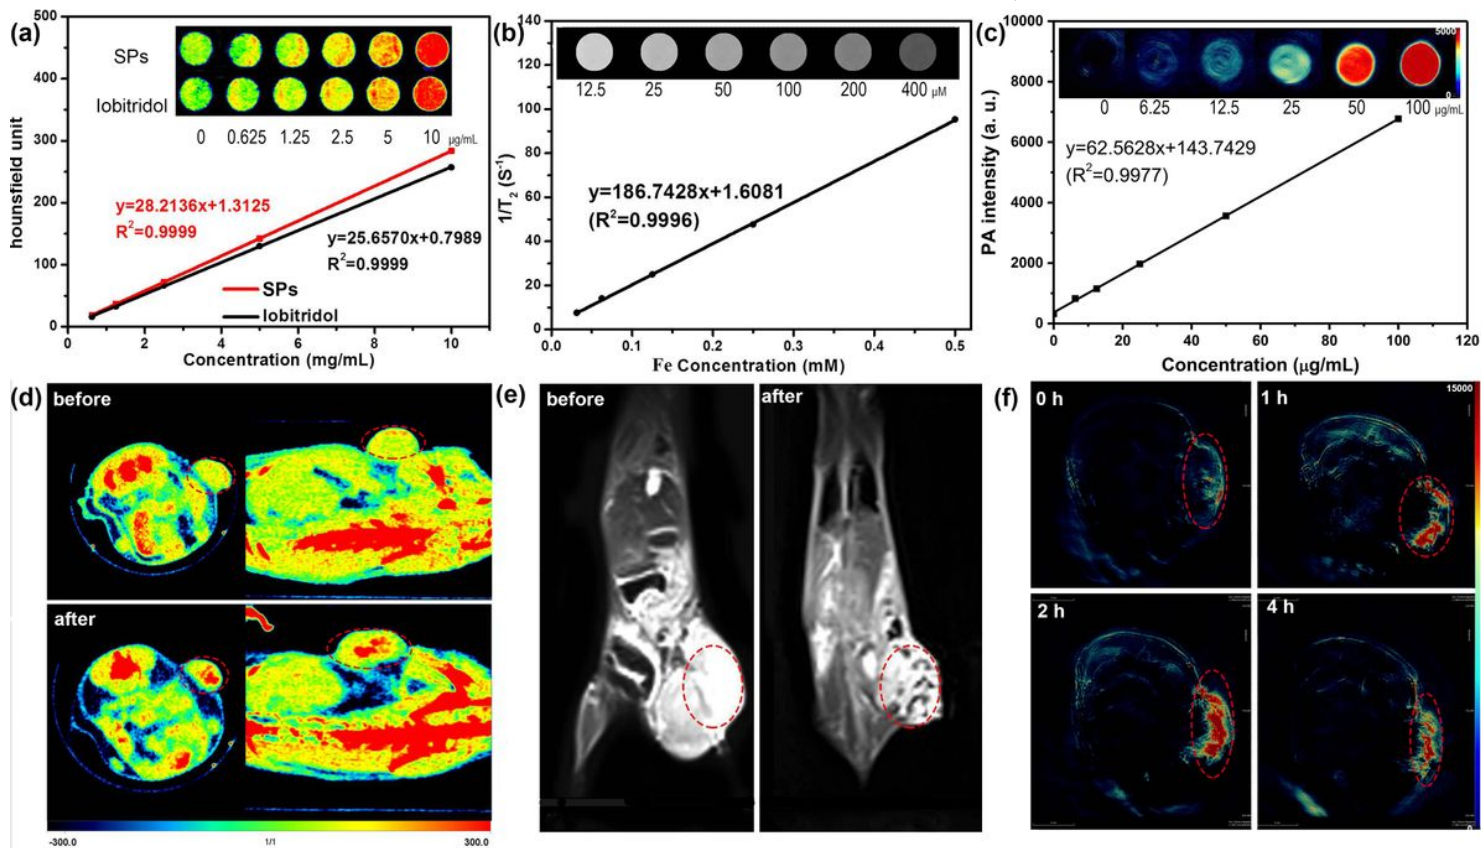 (a)
500
400
300
200
100
0
hounsfield unit
SPs
Iobitridol
0 0.625 1.25 2.5 5 10 µg/mL
y=28.2136x+1.3125
R²=0.9999
y=25.6570x+0.7989
R²=0.9999
SPs
Iobitridol
0 2 4 6 8 10
Concentration (mg/mL)
(b)
140
120
100
80
60
40
20
0
1/T₂ (S⁻¹)
12.5 25 50 100 200 400 µM
y=186.7428x+1.6081
(R²=0.9996)
0.0 0.1 0.2 0.3 0.4 0.5
Fe Concentration (mM)
(c)
10000
8000
6000
4000
2000
0
PA intensity (a. u.)
5000
0
0 6.25 12.5 25 50 100 µg/mL
y=62.5628x+143.7429
(R²=0.9977)
0 20 40 60 80 100 120
Concentration (µg/mL)
(d)
before
after
-300.0 1/1 300.0
(e)
before
after
(f)
0 h
1 h
15000
2 h
4 h
0